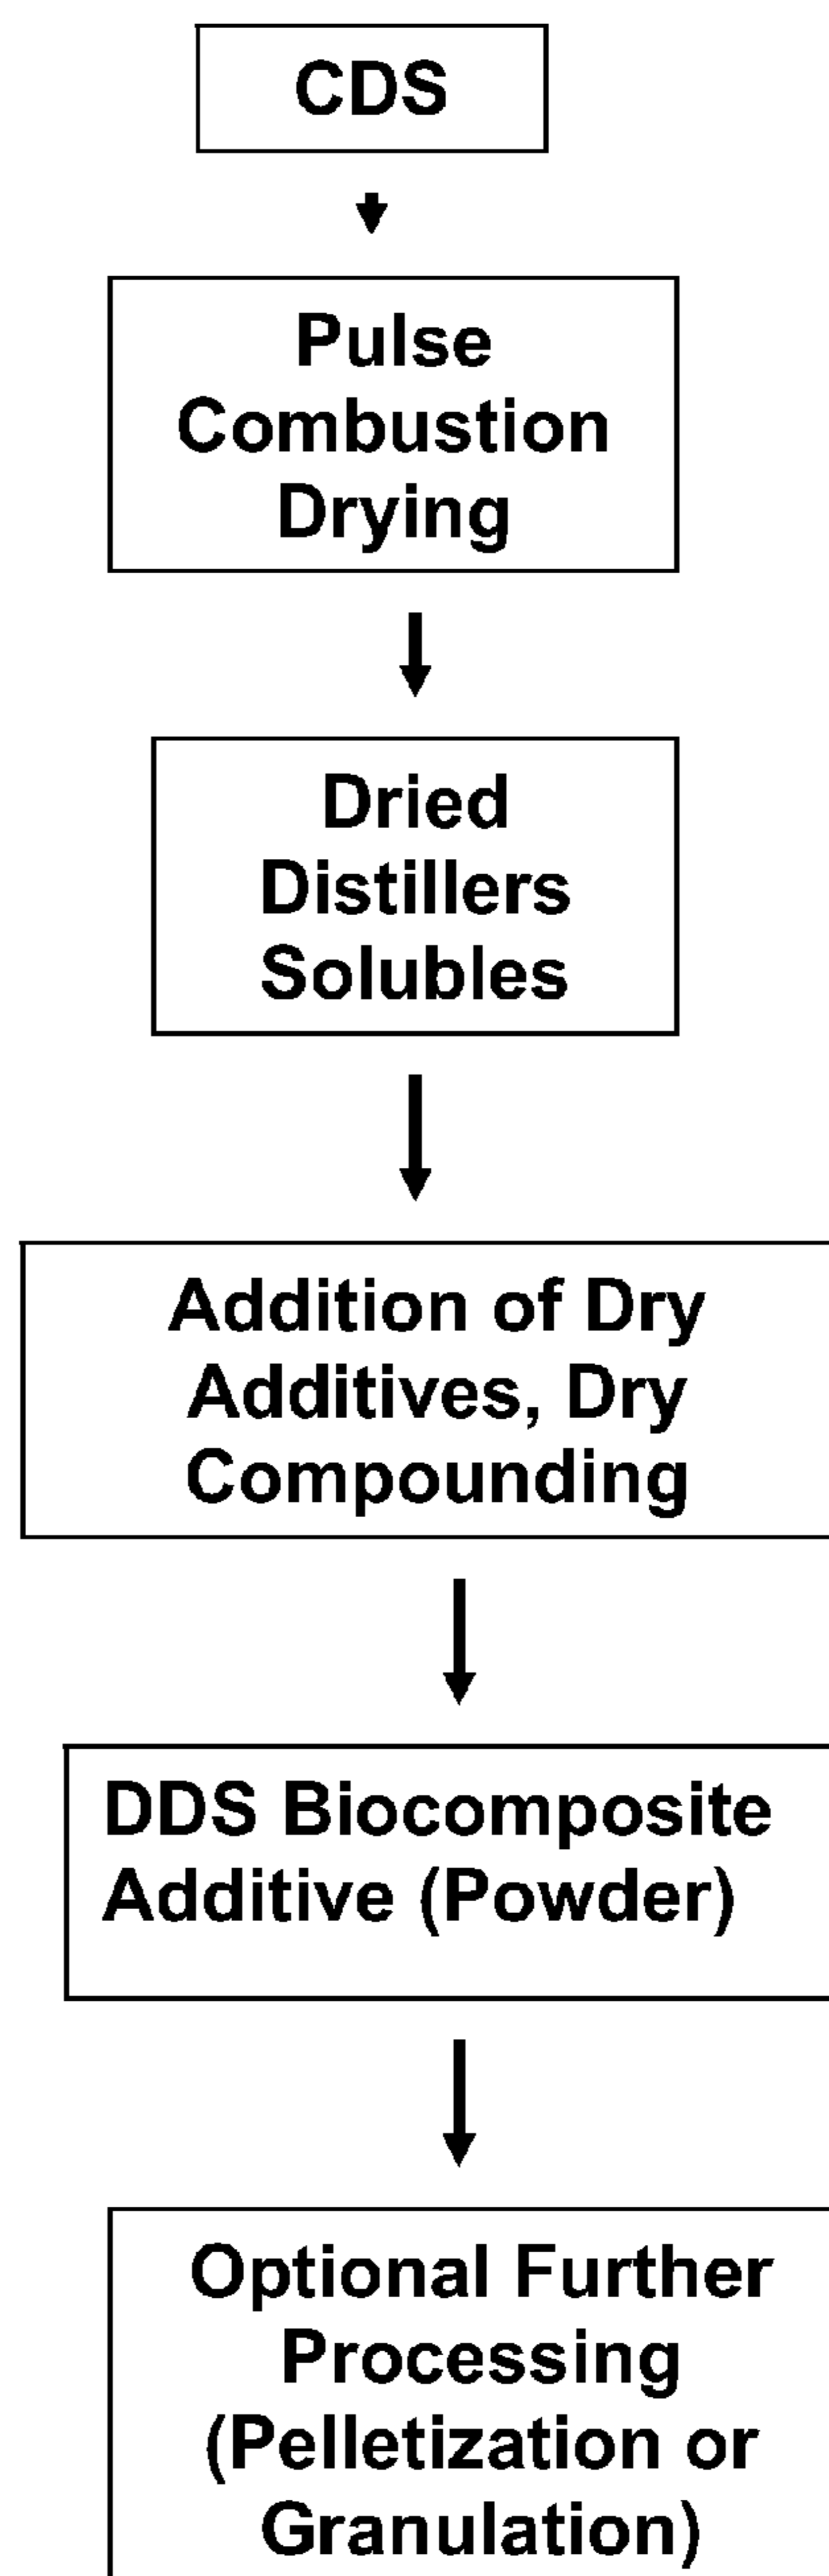 CDS
Pulse
Combustion
Drying
Dried
Distillers
Solubles
Addition of Dry
Additives, Dry
Compounding
DDS Biocomposite
Additive (Powder)
Optional Further
Processing
(Pelletization or
Granulation)